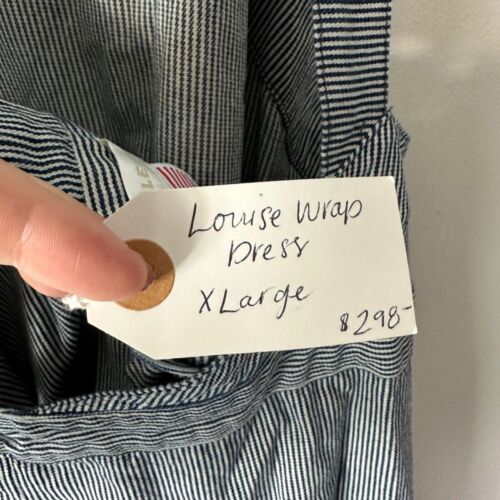 Louise Wrap
Dress
XLarge
$298-